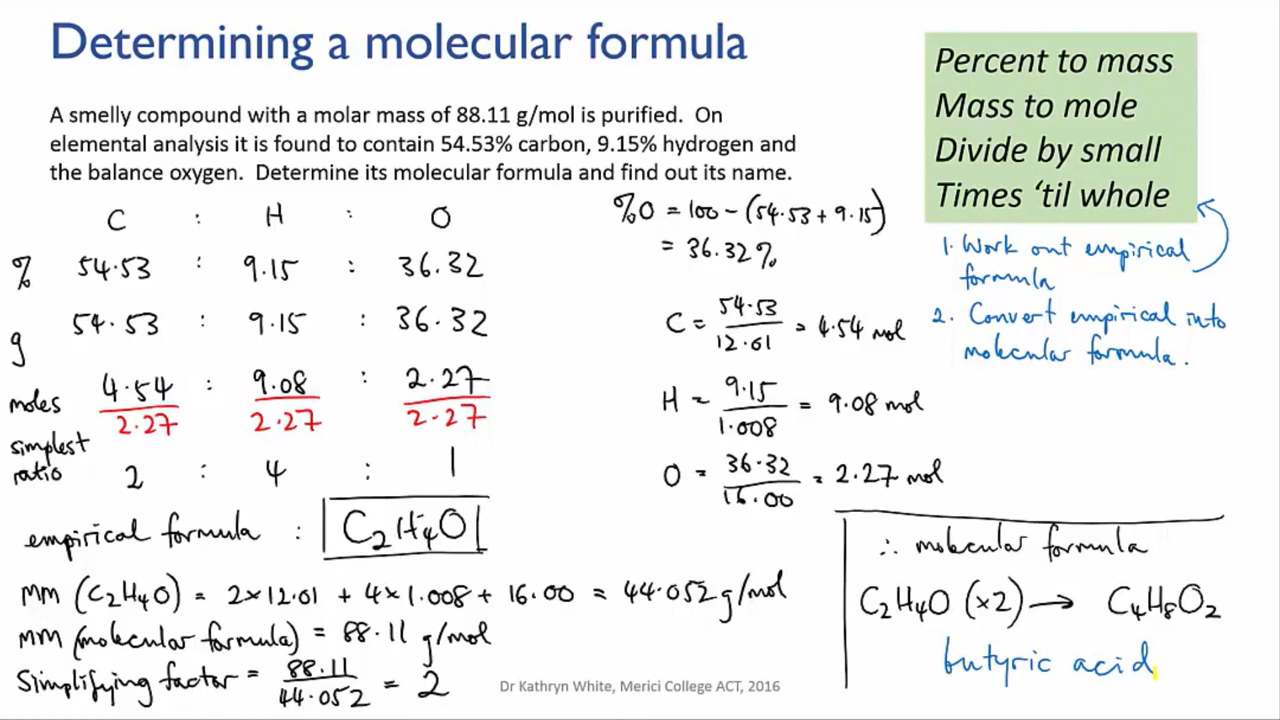 Determining a molecular formula
A smelly compound with a molar mass of 88.11 g/mol is purified. On
elemental analysis it is found to contain 54.53% carbon, 9.15% hydrogen and
the balance oxygen. Determine its molecular formula and find out its name.
Percent to mass
Mass to mole
Divide by small
Times ‘til whole
1. Work out empirical
formula
2. Convert empirical into
molecular formula.
C : H : O
% 54.53 : 9.15 : 36.32
g 54.53 : 9.15 : 36.32
moles 4.54 : 9.08 : 2.27
2.27 2.27 2.27
simplest
ratio 2 : 4 : 1
empirical formula : C₂H₄O
MM (C₂H₄O) = 2×12.01 + 4×1.008 + 16.00 = 44.052 g/mol
MM (molecular formula) = 88.11 g/mol
Simplifying factor = 88.11 / 44.052 = 2
%O = 100 - (54.53 + 9.15)
= 36.32%
C = 54.53 / 12.01 = 4.54 mol
H = 9.15 / 1.008 = 9.08 mol
O = 36.32 / 16.00 = 2.27 mol
∴ molecular formula
C₂H₄O (×2) → C₄H₈O₂
butyric acid
Dr Kathryn White, Merici College ACT, 2016